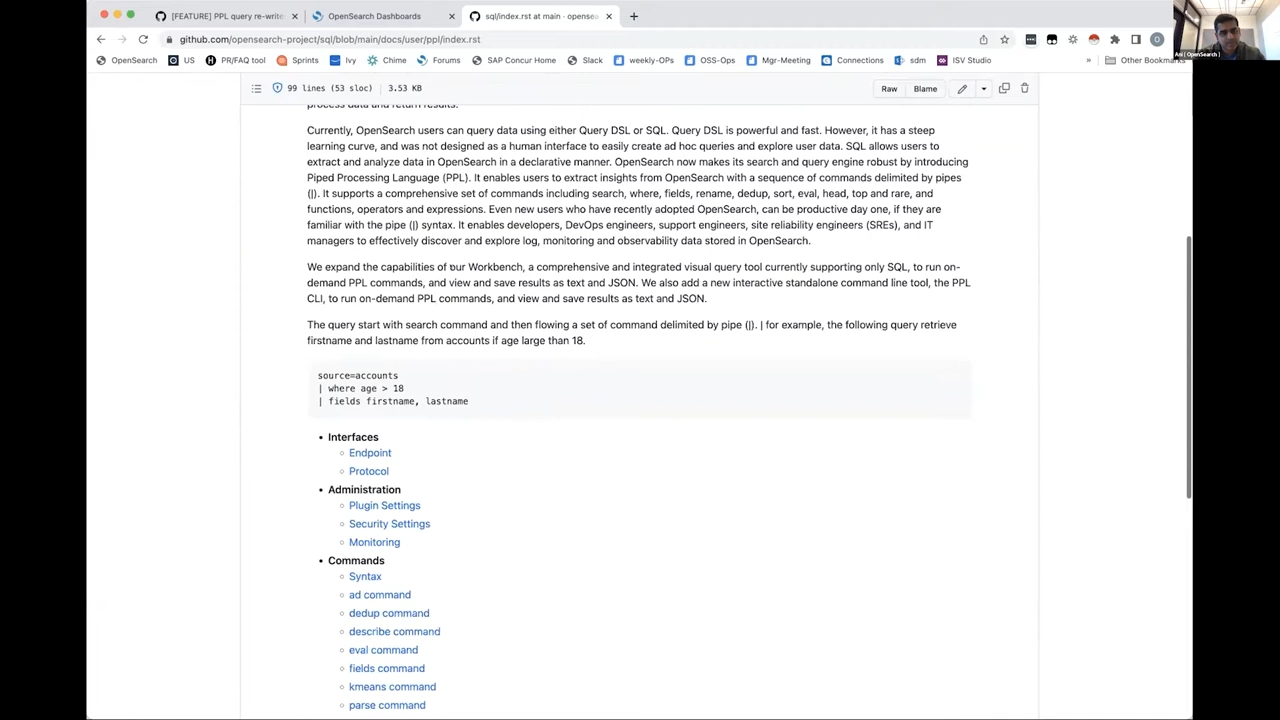 [FEATURE] PPL query re-write
OpenSearch Dashboards
sql/index.rst at main · opensea
github.com/opensearch-project/sql/blob/main/docs/user/ppl/index.rst
OpenSearch
US
PR/FAQ tool
Sprints
Ivy
Chime
Forums
SAP Concur Home
Slack
weekly-OPs
OSS-Ops
Mgr-Meeting
Connections
sdm
ISV Studio
»
Other Bookmarks
Ani [ OpenSearch ]
99 lines (53 sloc)
3.53 KB
Raw
Blame
process data and return results.
Currently, OpenSearch users can query data using either Query DSL or SQL. Query DSL is powerful and fast. However, it has a steep
learning curve, and was not designed as a human interface to easily create ad hoc queries and explore user data. SQL allows users to
extract and analyze data in OpenSearch in a declarative manner. OpenSearch now makes its search and query engine robust by introducing
Piped Processing Language (PPL). It enables users to extract insights from OpenSearch with a sequence of commands delimited by pipes
(|). It supports a comprehensive set of commands including search, where, fields, rename, dedup, sort, eval, head, top and rare, and
functions, operators and expressions. Even new users who have recently adopted OpenSearch, can be productive day one, if they are
familiar with the pipe (|) syntax. It enables developers, DevOps engineers, support engineers, site reliability engineers (SREs), and IT
managers to effectively discover and explore log, monitoring and observability data stored in OpenSearch.
We expand the capabilities of our Workbench, a comprehensive and integrated visual query tool currently supporting only SQL, to run on-
demand PPL commands, and view and save results as text and JSON. We also add a new interactive standalone command line tool, the PPL
CLI, to run on-demand PPL commands, and view and save results as text and JSON.
The query start with search command and then flowing a set of command delimited by pipe (|). | for example, the following query retrieve
firstname and lastname from accounts if age large than 18.
source=accounts
| where age > 18
| fields firstname, lastname
• Interfaces
◦ Endpoint
◦ Protocol
• Administration
◦ Plugin Settings
◦ Security Settings
◦ Monitoring
• Commands
◦ Syntax
◦ ad command
◦ dedup command
◦ describe command
◦ eval command
◦ fields command
◦ kmeans command
◦ parse command